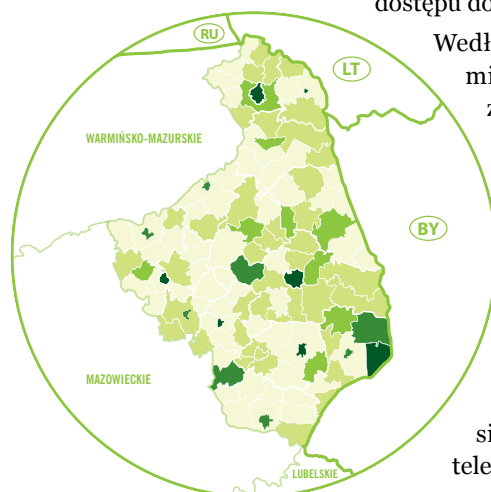 dostępu do
Wedł
mi
z
RU
LT
WARMIŃSKO-MAZURSKIE
BY
MAZOWIECKIE
LUBELSKIE
si
tele